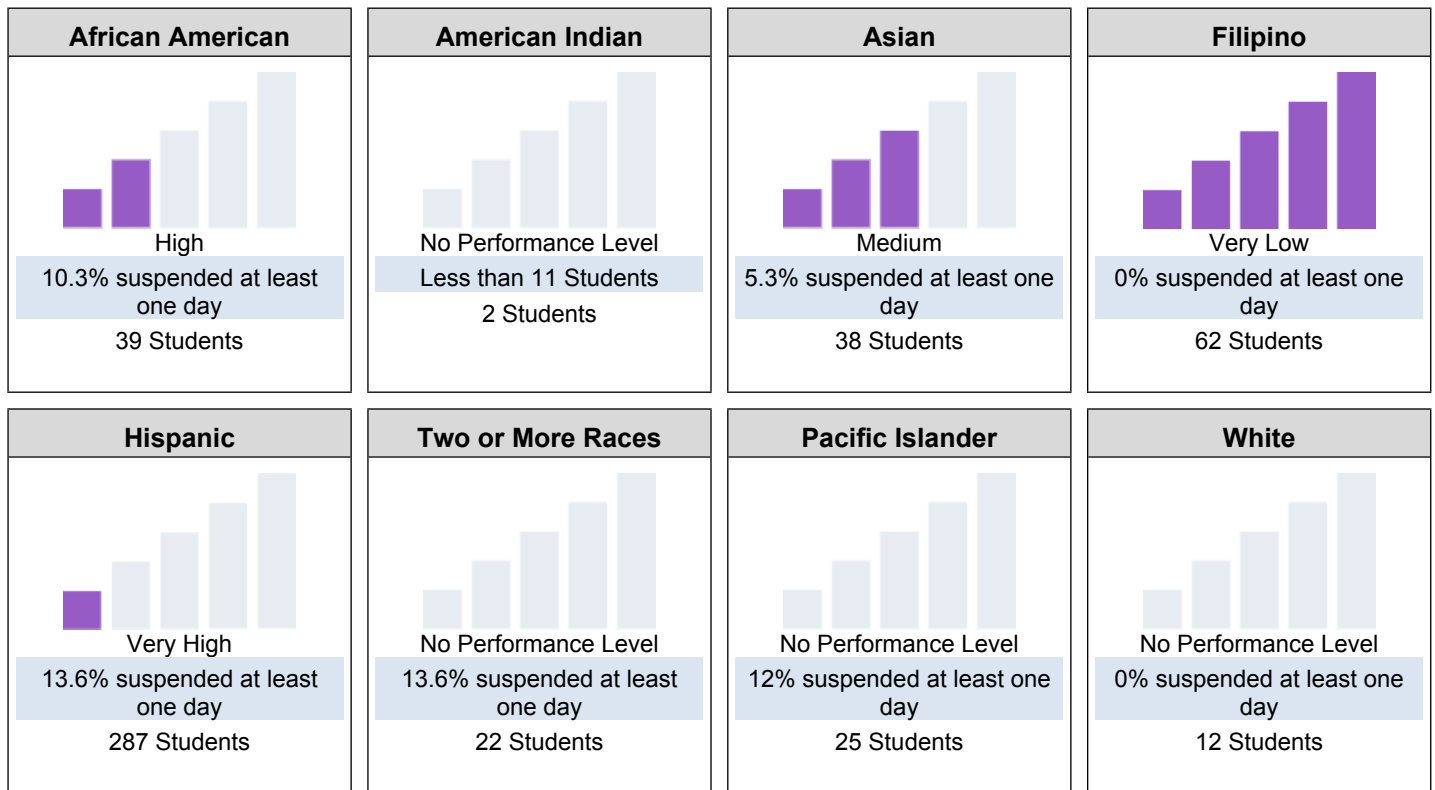 African American
High
10.3% suspended at least
one day
39 Students
American Indian
No Performance Level
Less than 11 Students
2 Students
Asian
Medium
5.3% suspended at least one
day
38 Students
Filipino
Very Low
0% suspended at least one
day
62 Students
Hispanic
Very High
13.6% suspended at least
one day
287 Students
Two or More Races
No Performance Level
13.6% suspended at least
one day
22 Students
Pacific Islander
No Performance Level
12% suspended at least one
day
25 Students
White
No Performance Level
0% suspended at least one
day
12 Students